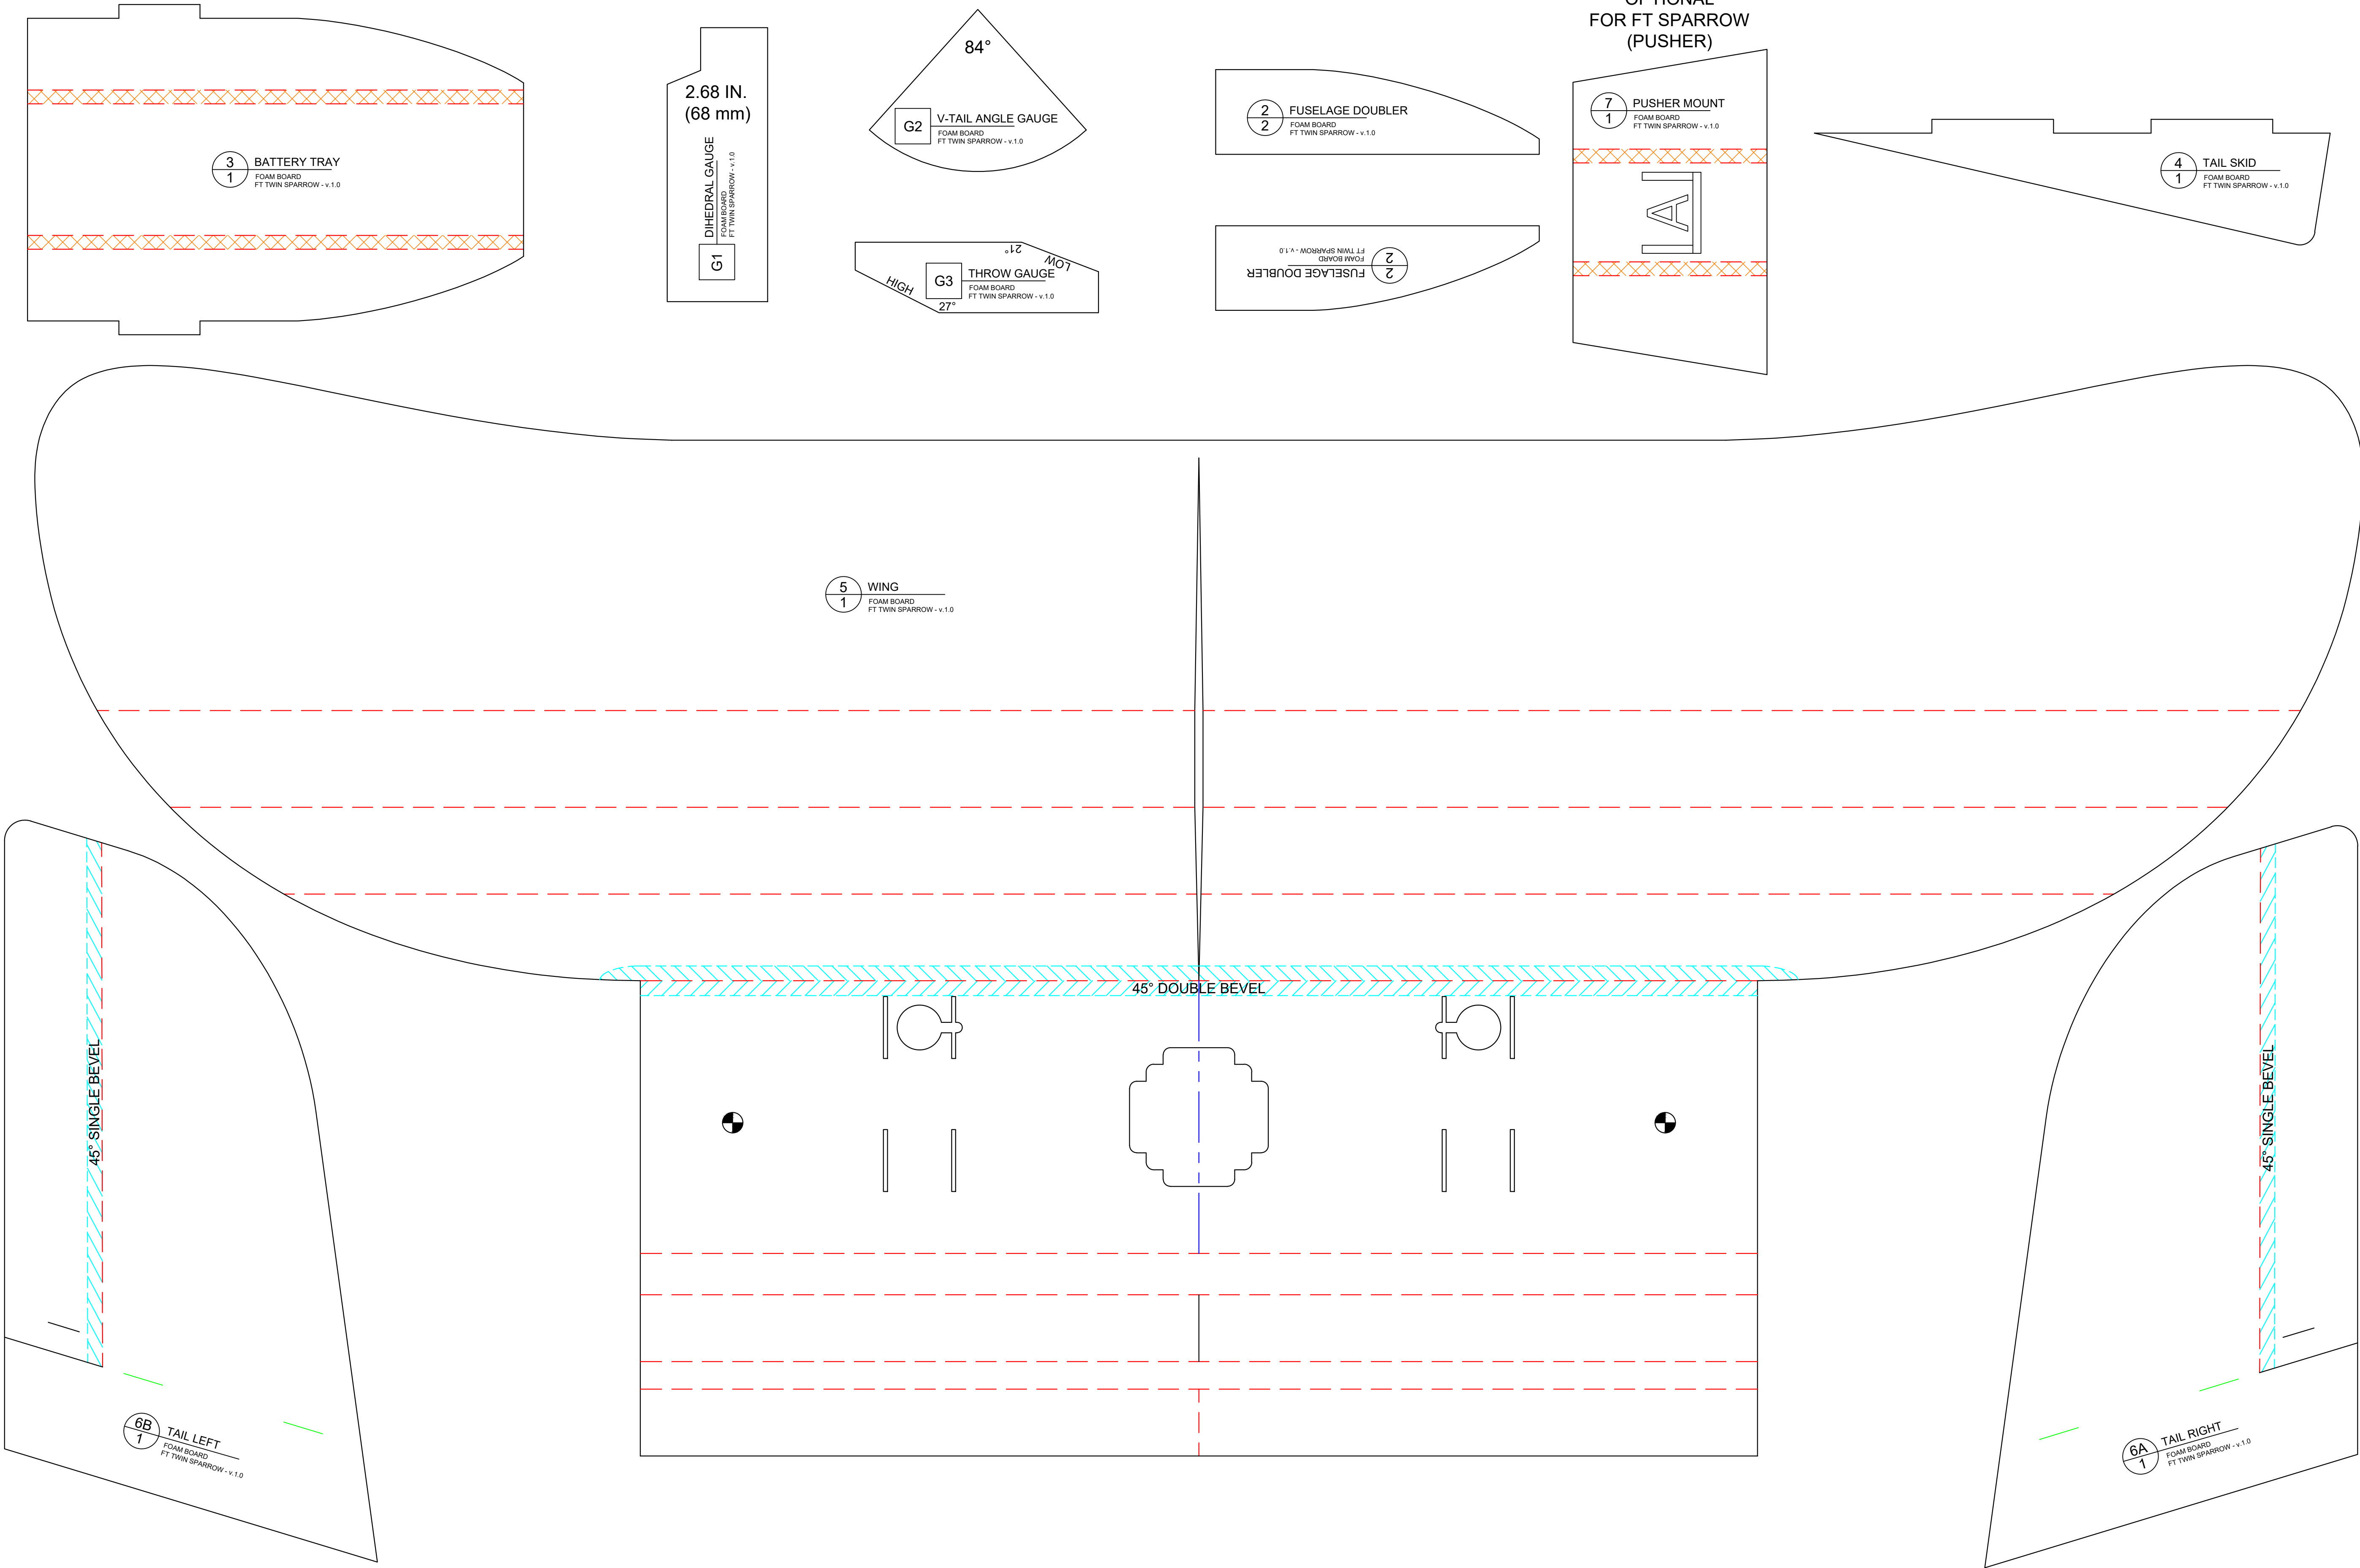 OPTIONAL
FOR FT SPARROW
(PUSHER)
3
1
BATTERY TRAY
FOAM BOARD
FT TWIN SPARROW - v.1.0
2.68 IN.
(68 mm)
G1
DIHEDRAL GAUGE
FOAM BOARD
FT TWIN SPARROW - v.1.0
84°
G2
V-TAIL ANGLE GAUGE
FOAM BOARD
FT TWIN SPARROW - v.1.0
21°
LOW
HIGH
27°
G3
THROW GAUGE
FOAM BOARD
FT TWIN SPARROW - v.1.0
2
2
FUSELAGE DOUBLER
FOAM BOARD
FT TWIN SPARROW - v.1.0
2
2
FUSELAGE DOUBLER
FOAM BOARD
FT TWIN SPARROW - v.1.0
7
1
PUSHER MOUNT
FOAM BOARD
FT TWIN SPARROW - v.1.0
A
4
1
TAIL SKID
FOAM BOARD
FT TWIN SPARROW - v.1.0
5
1
WING
FOAM BOARD
FT TWIN SPARROW - v.1.0
45° DOUBLE BEVEL
45° SINGLE BEVEL
45° SINGLE BEVEL
6B
1
TAIL LEFT
FOAM BOARD
FT TWIN SPARROW - v.1.0
6A
1
TAIL RIGHT
FOAM BOARD
FT TWIN SPARROW - v.1.0